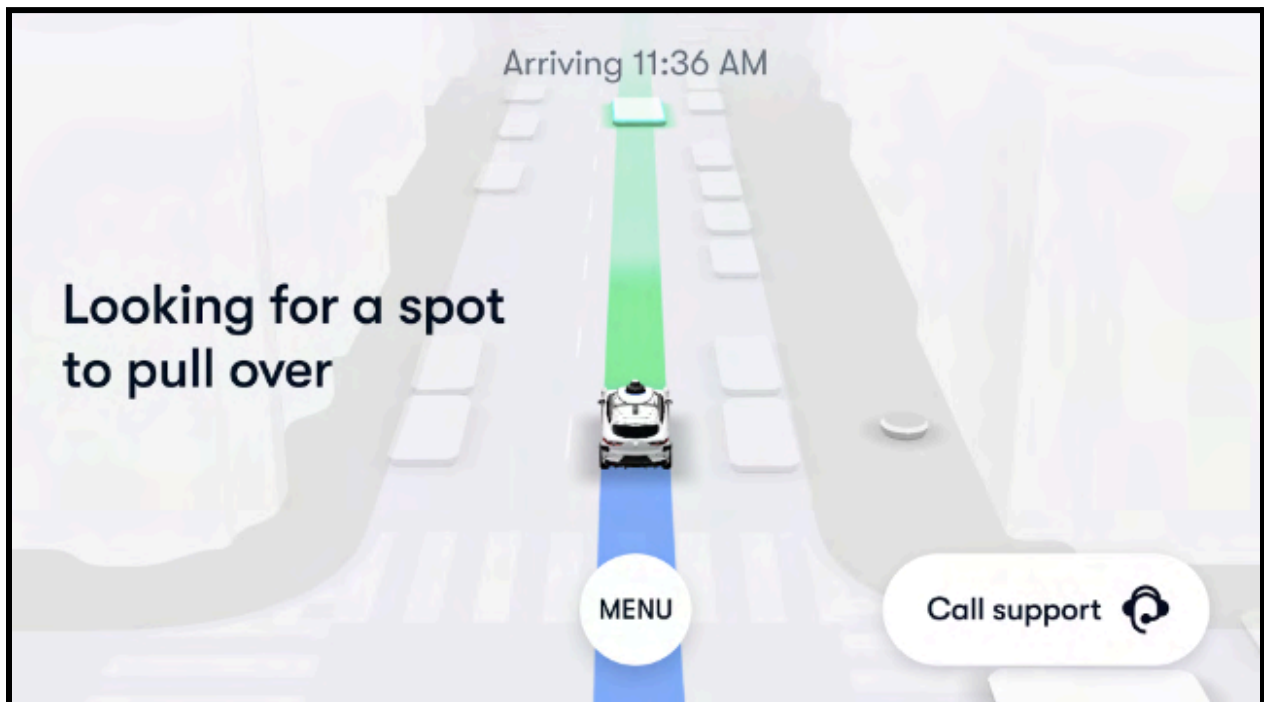 Arriving 11:36 AM
Looking for a spot
to pull over
MENU
Call support